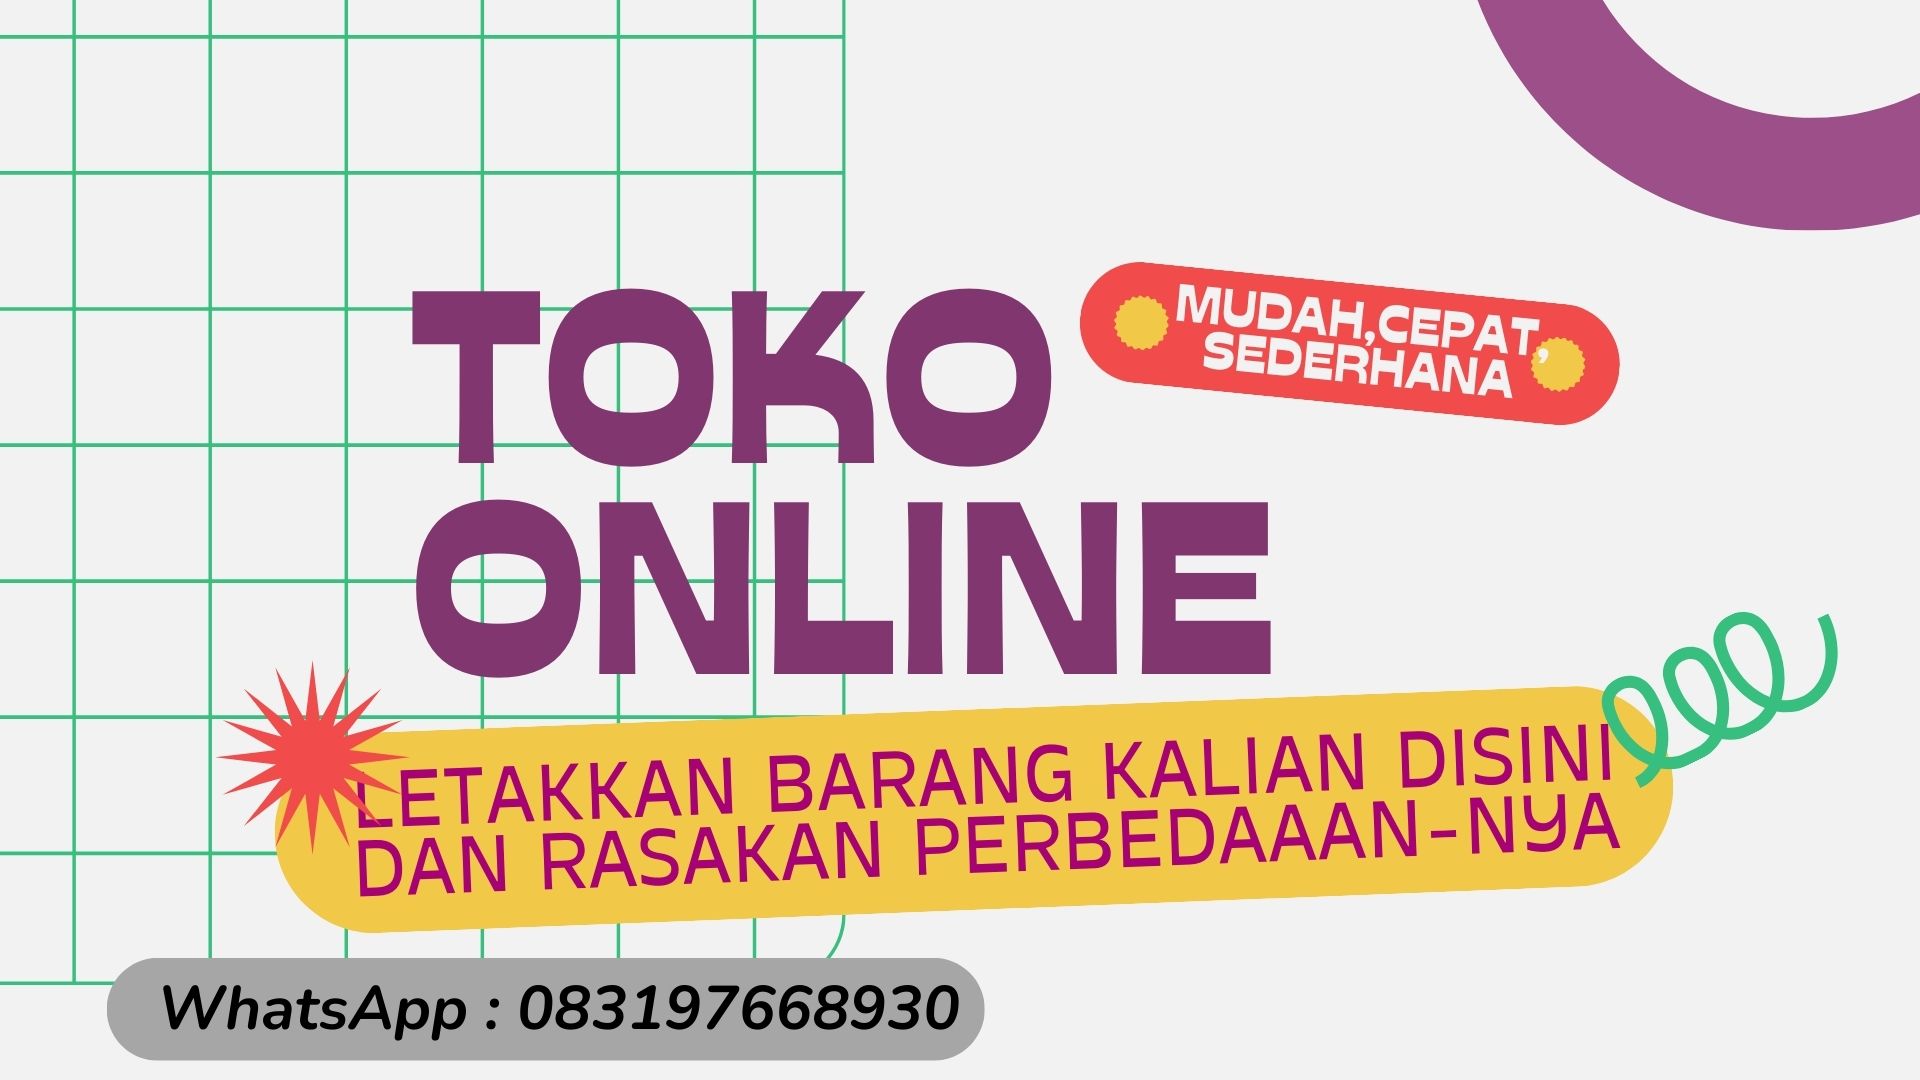 TOKO
ONLINE
MUDAH,CEPAT,
SEDERHANA
LETAKKAN BARANG KALIAN DISINI
DAN RASAKAN PERBEDAAAN-NYA
WhatsApp : 083197668930